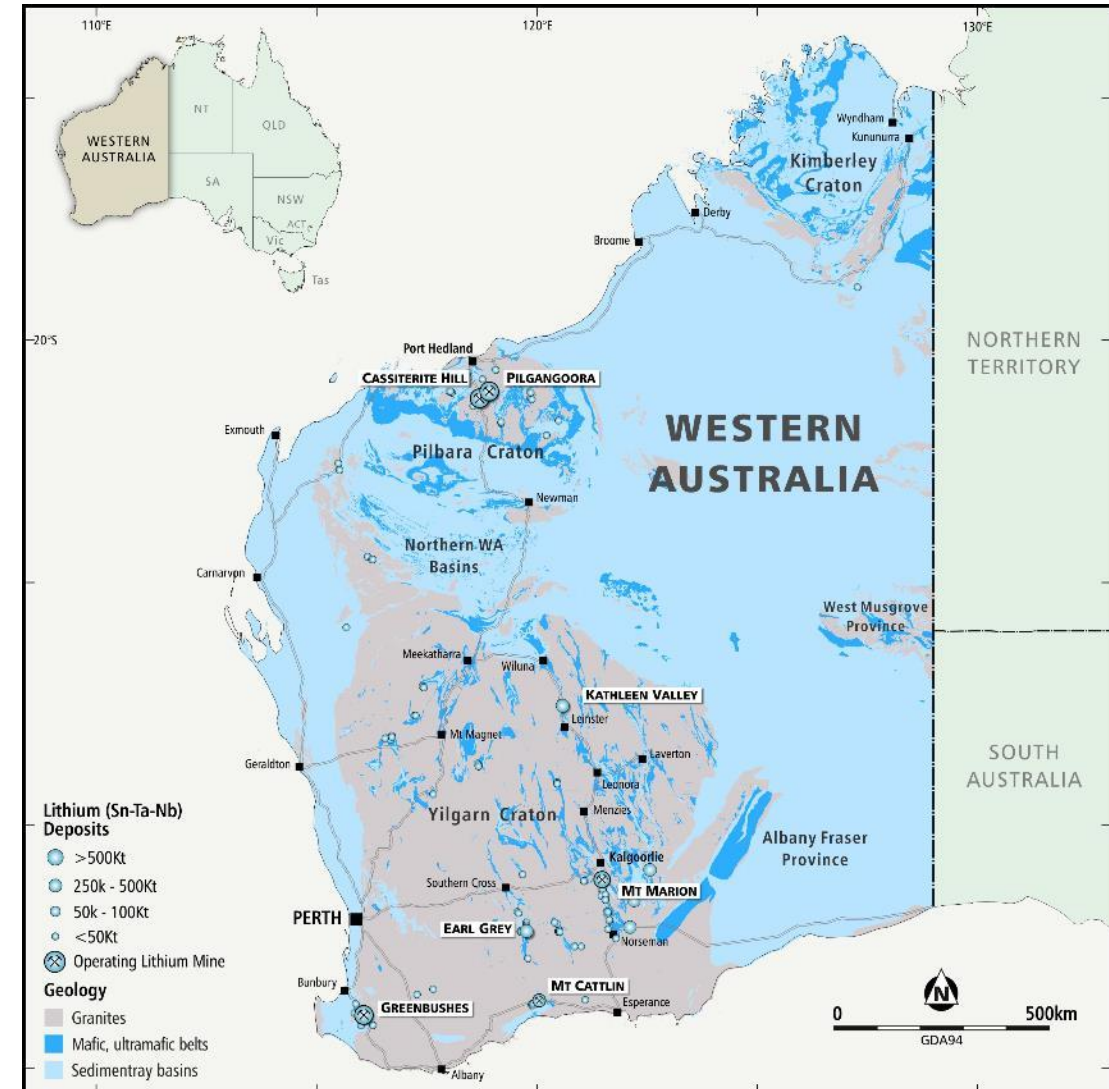 110°E
120°E
130°E
20°S
WESTERN
AUSTRALIA
NT
QLD
SA
NSW
ACT
Vic
Tas
Wyndham
Kununurra
Kimberley
Craton
Derby
Broome
NORTHERN
TERRITORY
Port Hedland
CASSITERITE HILL
PILGANGOORA
WESTERN
AUSTRALIA
Exmouth
Pilbara Craton
Newman
Northern WA
Basins
Carnarvon
West Musgrove
Province
Meekatharra
Wiluna
KATHLEEN VALLEY
Leinster
Mt Magnet
Laverton
Geraldton
Leonora
SOUTH
AUSTRALIA
Yilgarn Craton
Menzies
Albany Fraser
Province
Kalgoorlie
Southern Cross
MT MARION
PERTH
EARL GREY
Norseman
Bunbury
MT CATTLIN
GREENBUSHES
Esperance
Albany
Lithium (Sn-Ta-Nb)
Deposits
>500Kt
250k - 500Kt
50k - 100Kt
<50Kt
Operating Lithium Mine
Geology
Granites
Mafic, ultramafic belts
Sedimentray basins
N
0 500km
GDA94